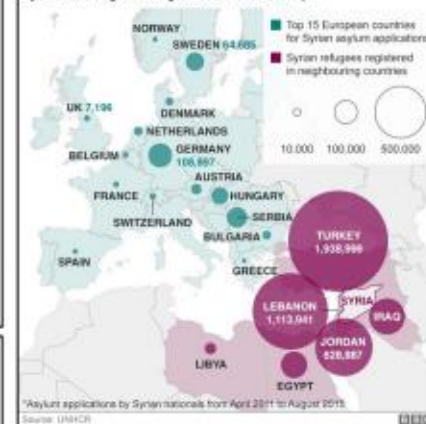 Top 15 European countries
for Syrian asylum applications
Syrian refugees registered
in neighbouring countries
10,000 100,000 500,000
NORWAY
SWEDEN 64,685
UK 7,196
DENMARK
NETHERLANDS
BELGIUM
GERMANY
108,897
AUSTRIA
FRANCE
HUNGARY
SWITZERLAND
SERBIA
BULGARIA
SPAIN
GREECE
TURKEY
1,938,999
LEBANON
1,113,941
SYRIA
IRAQ
JORDAN
628,887
LIBYA
EGYPT
*Asylum applications by Syrian nationals from April 2011 to August 2015
Source: UNHCR
BBC